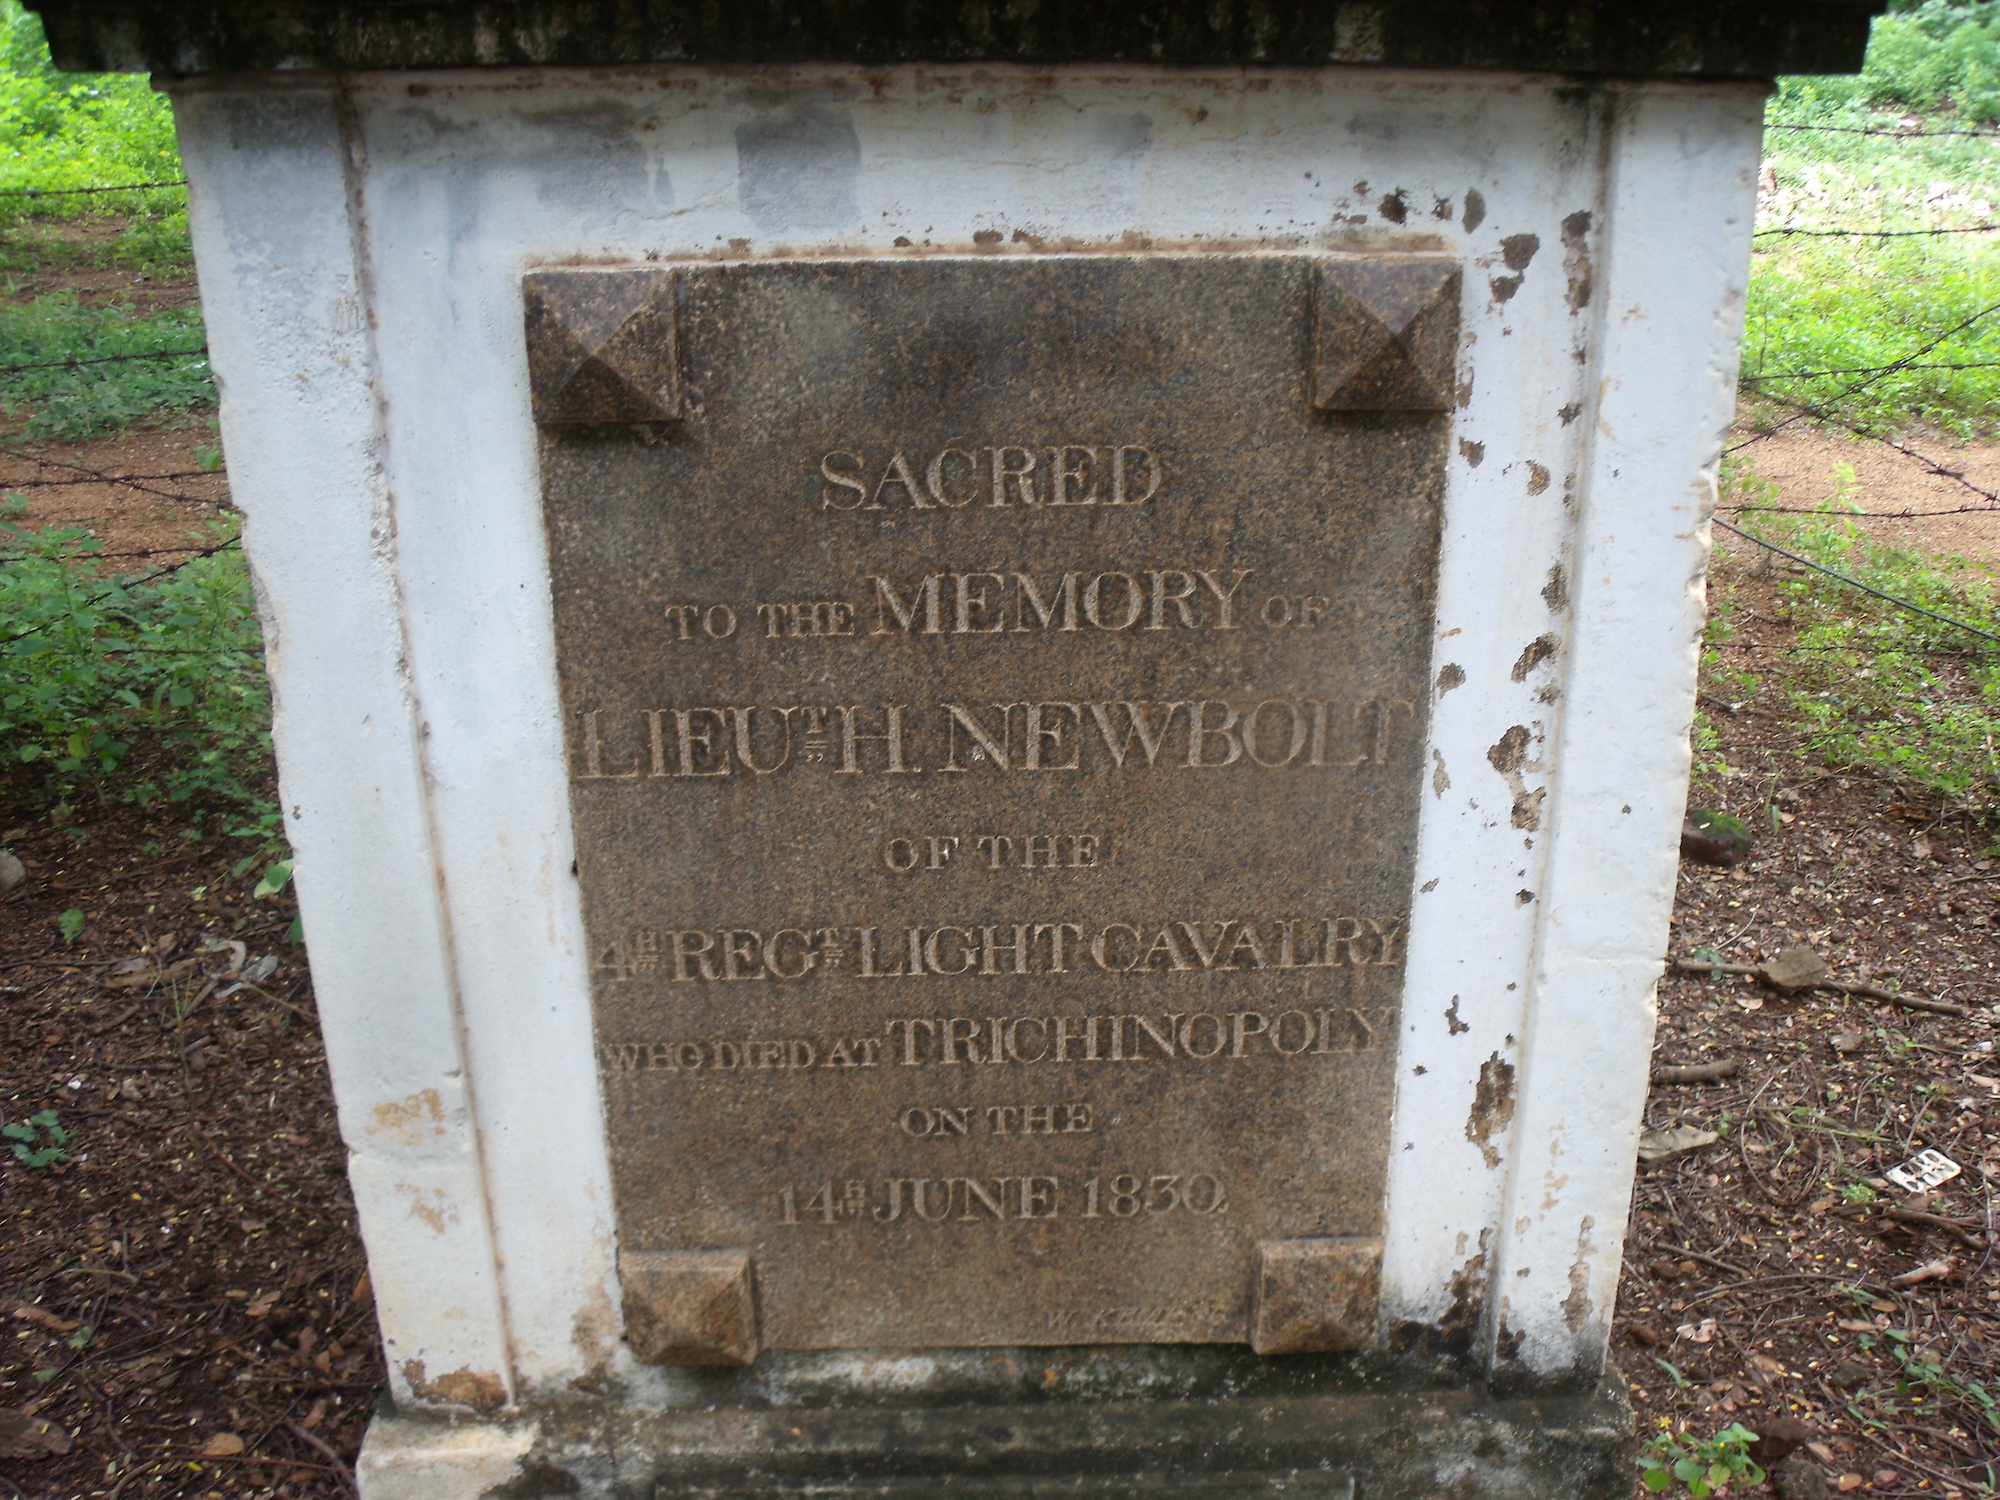 SACRED
TO THE MEMORY OF
LIEUT. H. NEWBOLT
OF THE
4TH REGT. LIGHT CAVALRY
WHO DIED AT TRICHINOPOLY
ON THE
14TH JUNE 1830.